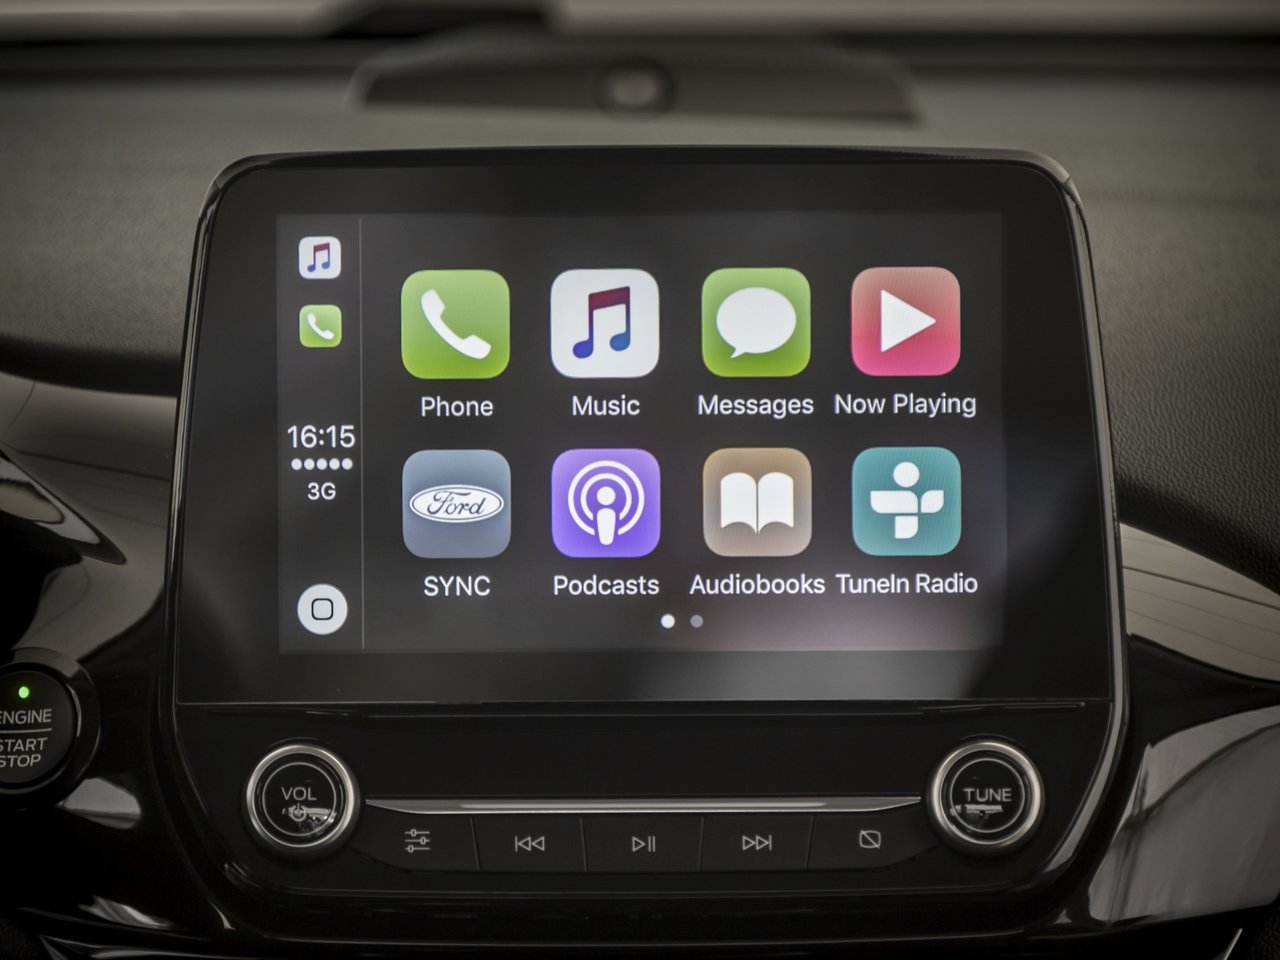 16:15
3G
Phone
Music
Messages
Now Playing
Ford
SYNC
Podcasts
Audiobooks
TuneIn Radio
ENGINE
START
STOP
VOL
TUNE